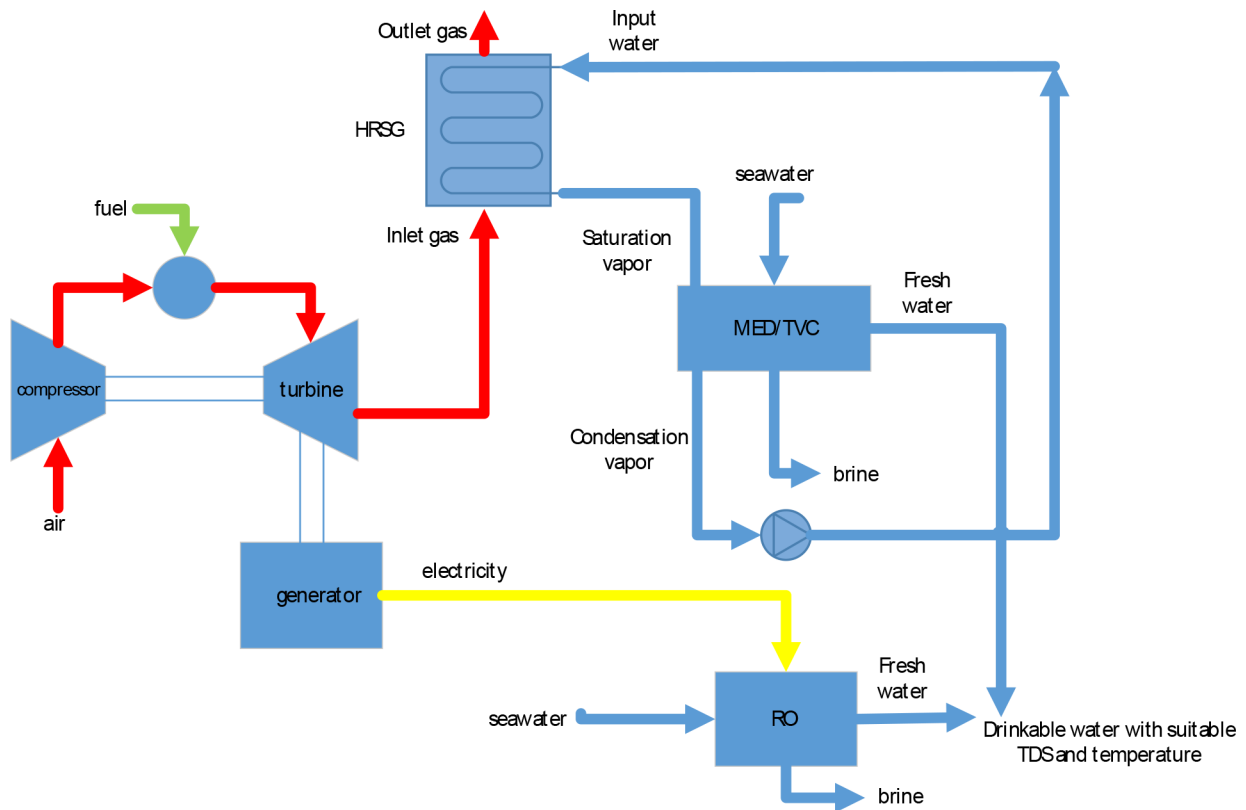 Outlet gas
Input
water
HRSG
seawater
fuel
Inlet gas
Saturation
vapor
Fresh
water
MED/TVC
compressor
turbine
Condensation
vapor
brine
air
electricity
generator
Fresh
water
seawater
RO
Drinkable water with suitable
TDS and temperature
brine